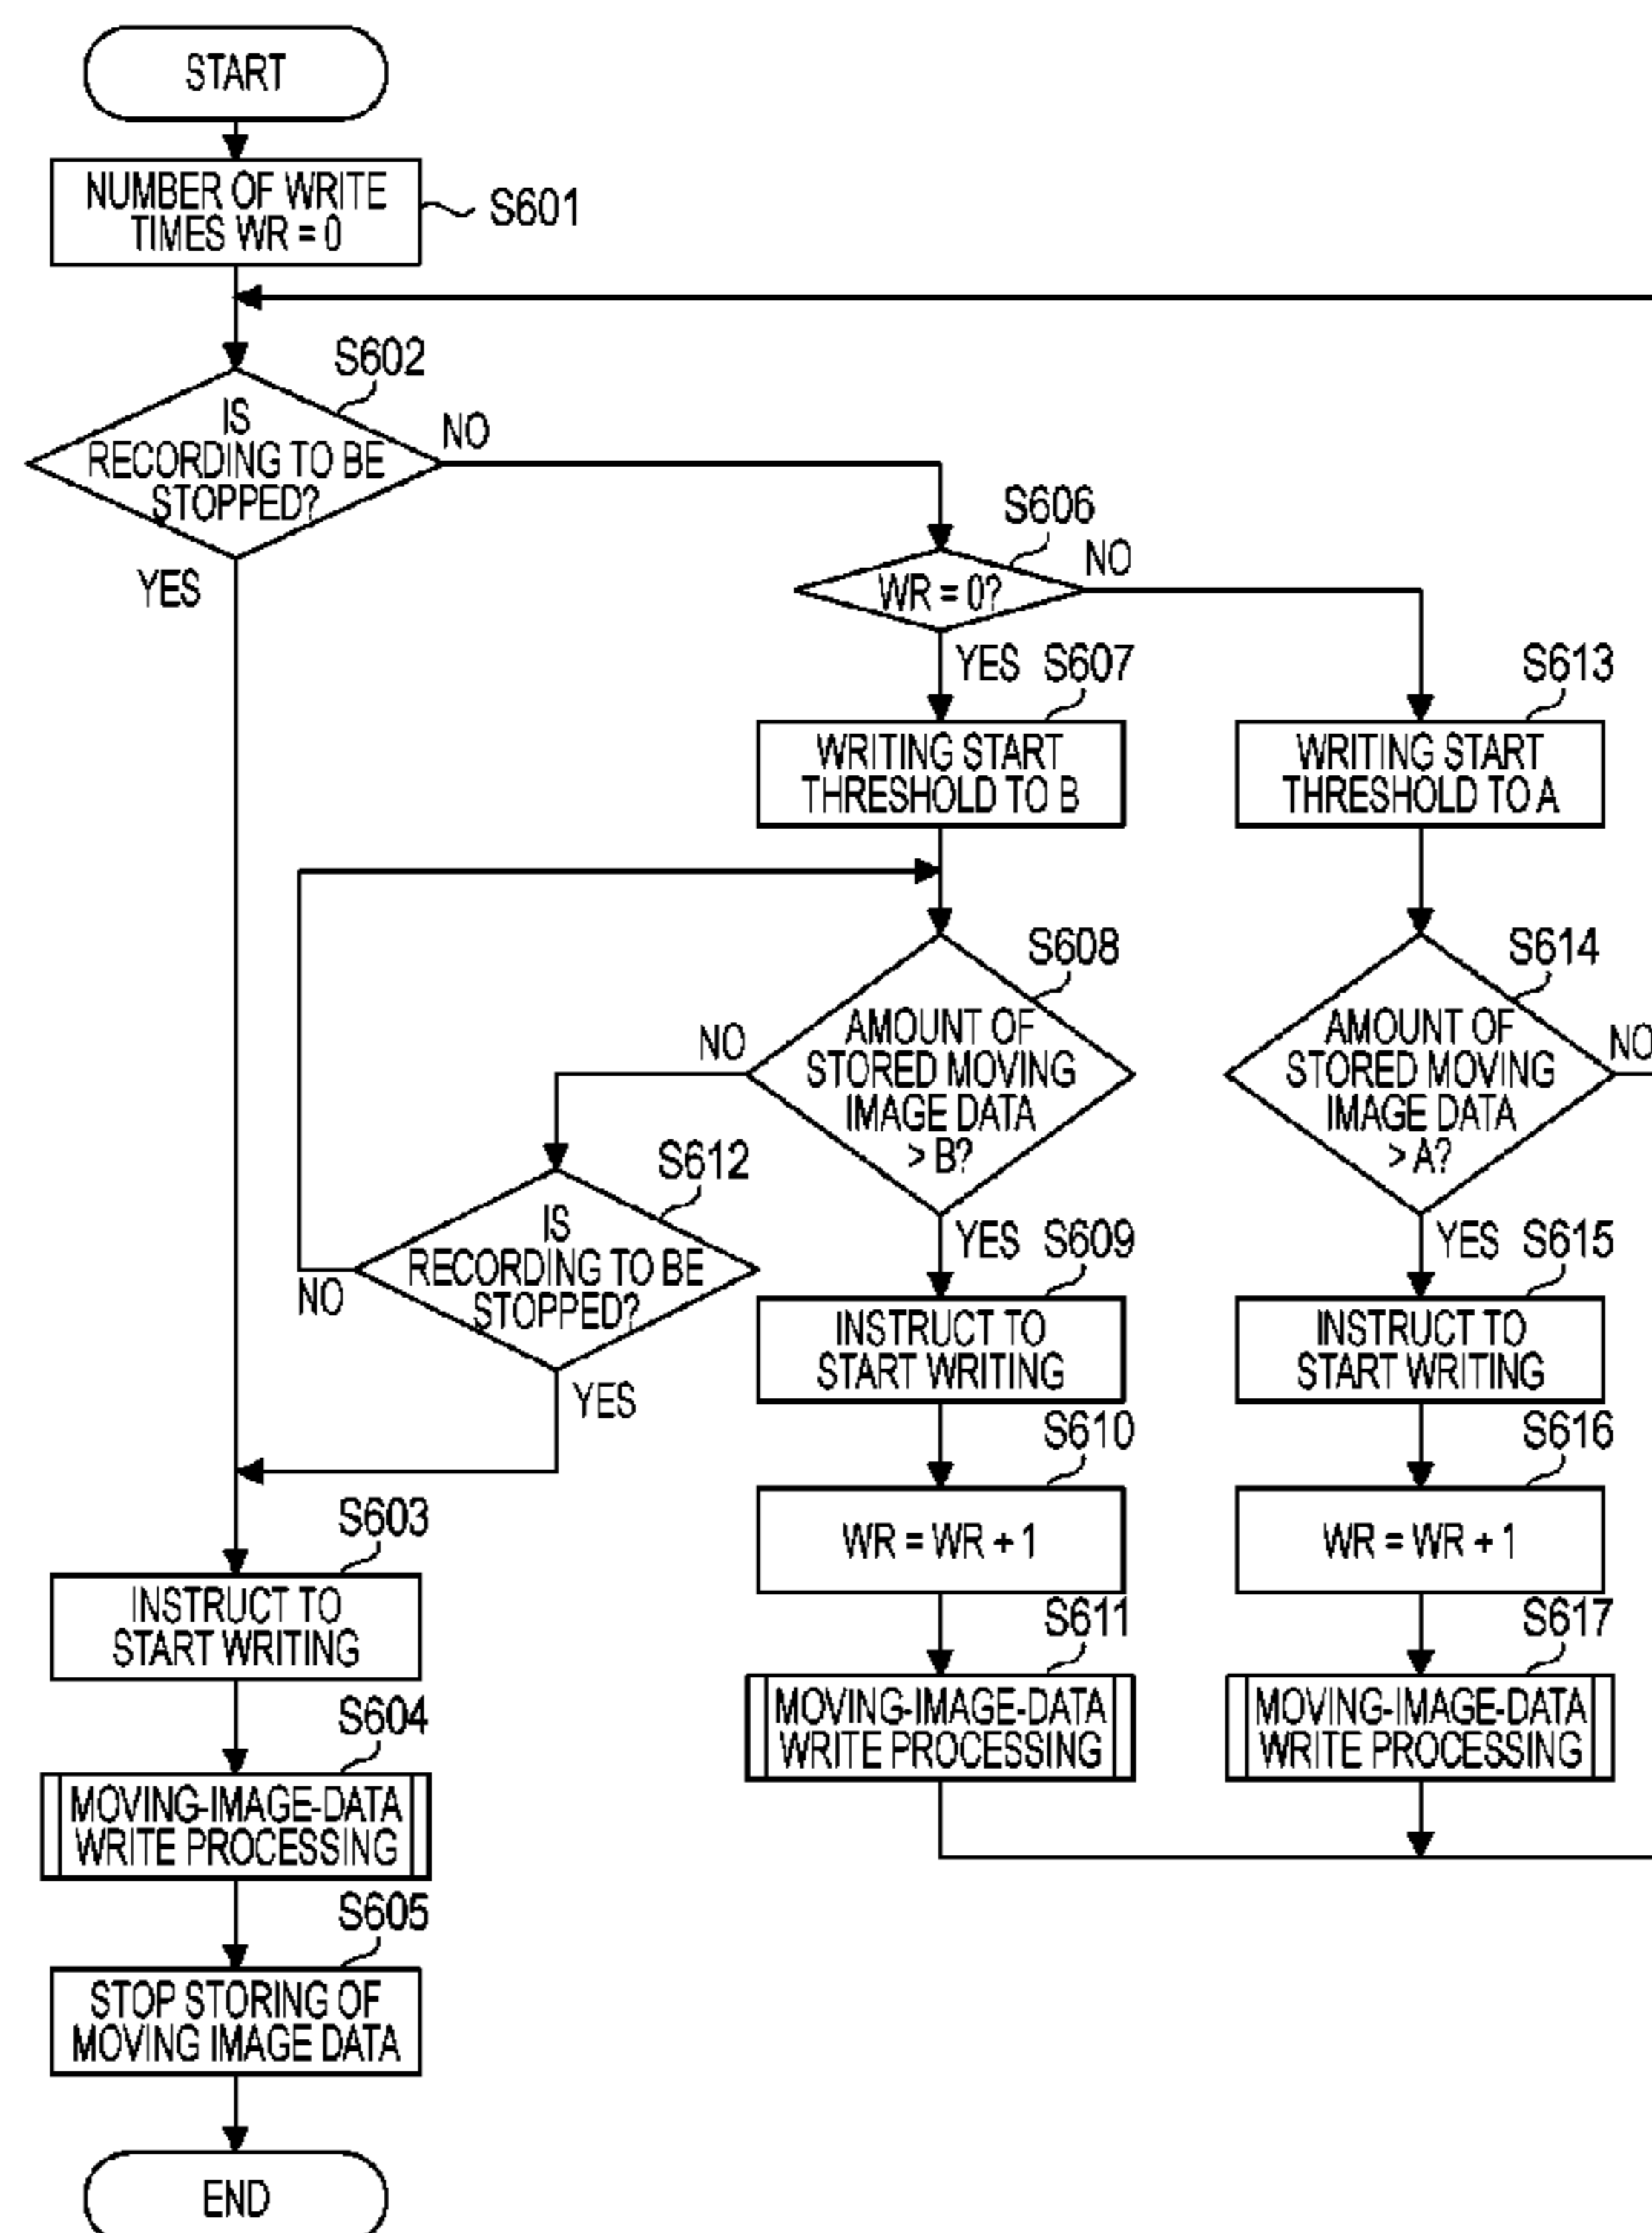 START
NUMBER OF WRITE
TIMES WR = 0
S601
S602
IS
RECORDING TO BE
STOPPED?
NO
YES
S606
WR = 0?
NO
YES
S607
WRITING START
THRESHOLD TO B
S613
WRITING START
THRESHOLD TO A
S608
AMOUNT OF
STORED MOVING
IMAGE DATA
> B?
NO
YES
S614
AMOUNT OF
STORED MOVING
IMAGE DATA
> A?
NO
YES
S612
IS
RECORDING TO BE
STOPPED?
NO
YES
S609
INSTRUCT TO
START WRITING
S615
INSTRUCT TO
START WRITING
S610
WR = WR + 1
S616
WR = WR + 1
S611
MOVING-IMAGE-DATA
WRITE PROCESSING
S617
MOVING-IMAGE-DATA
WRITE PROCESSING
S603
INSTRUCT TO
START WRITING
S604
MOVING-IMAGE-DATA
WRITE PROCESSING
S605
STOP STORING OF
MOVING IMAGE DATA
END